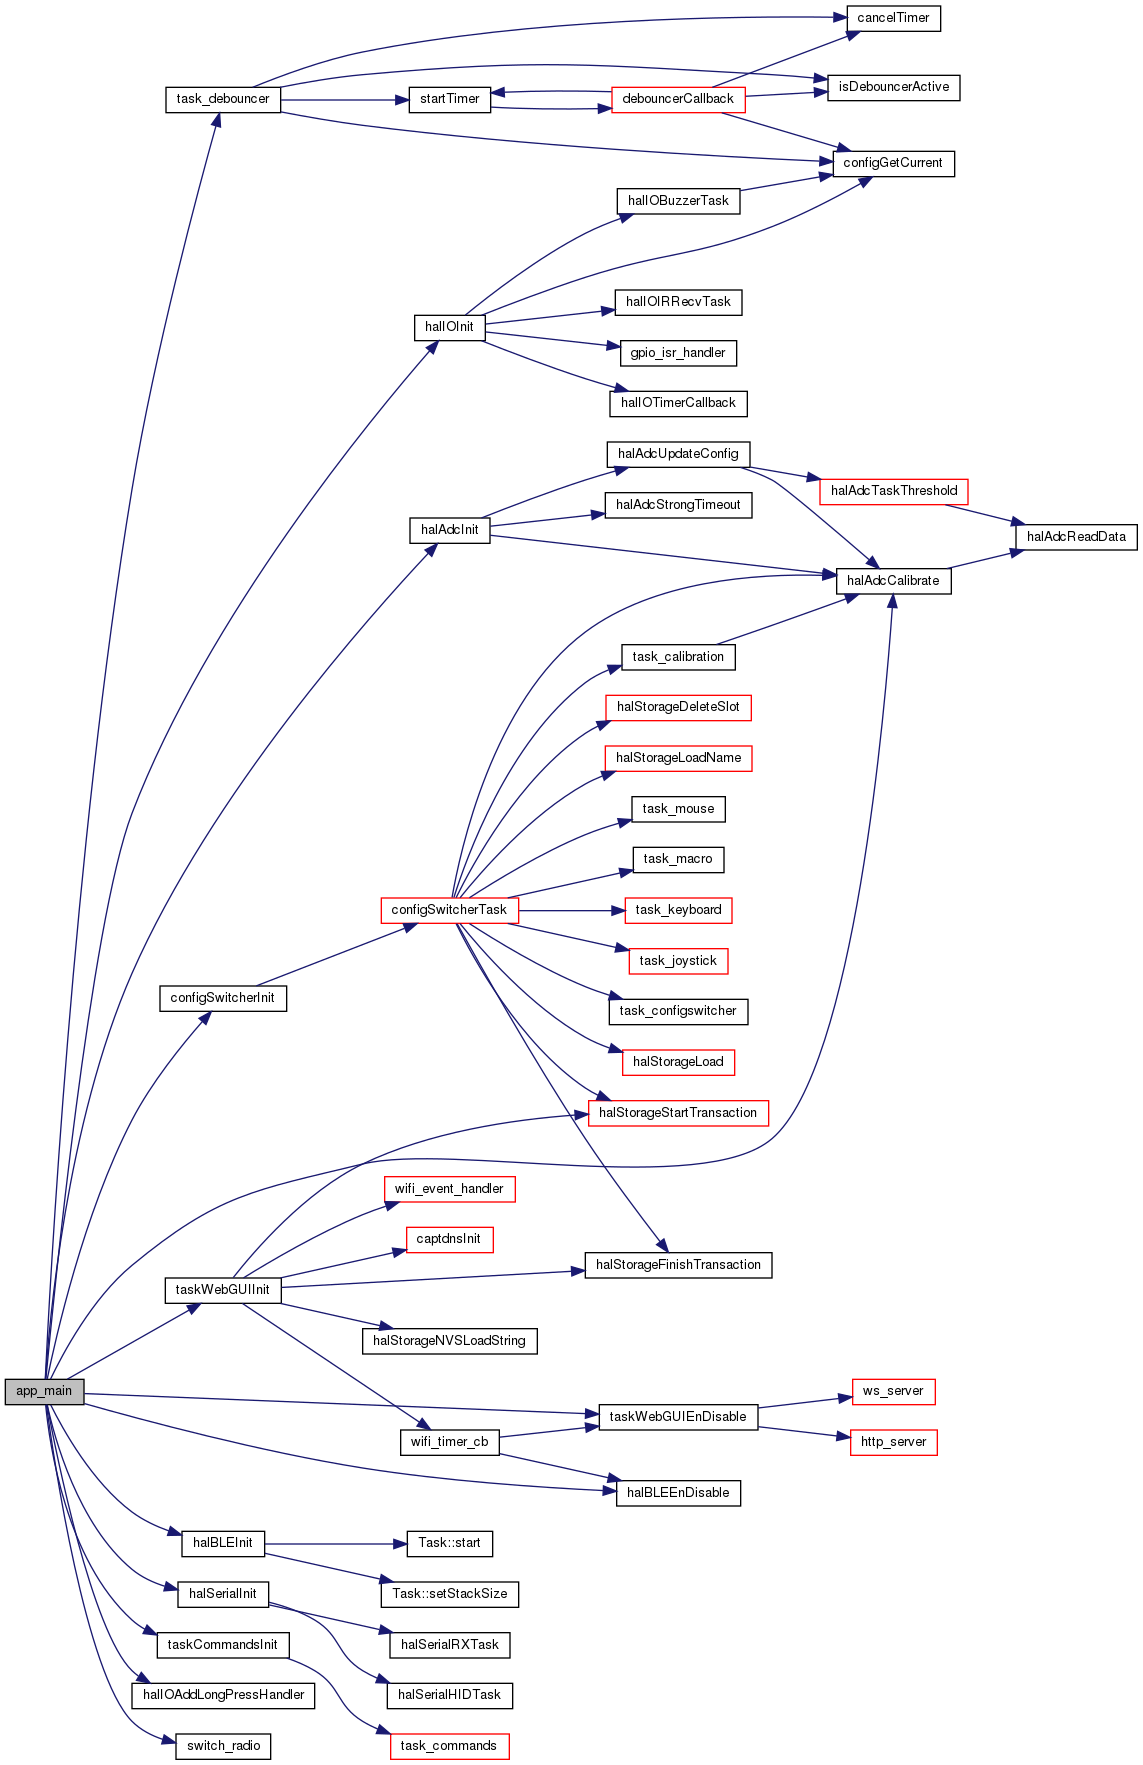 cancelTimer
isDebouncerActive
task_debouncer
startTimer
debouncerCallback
configGetCurrent
halIOBuzzerTask
halIOIRRecvTask
halIOInit
gpio_isr_handler
halIOTimerCallback
halAdcUpdateConfig
halAdcTaskThreshold
halAdcStrongTimeout
halAdcInit
halAdcReadData
halAdcCalibrate
task_calibration
halStorageDeleteSlot
halStorageLoadName
task_mouse
task_macro
configSwitcherTask
task_keyboard
task_joystick
configSwitcherInit
task_configswitcher
halStorageLoad
halStorageStartTransaction
wifi_event_handler
captdnsInit
halStorageFinishTransaction
taskWebGUIInit
halStorageNVSLoadString
app_main
ws_server
taskWebGUIEnDisable
wifi_timer_cb
http_server
halBLEEnDisable
halBLEInit
Task::start
halSerialInit
Task::setStackSize
taskCommandsInit
halSerialRXTask
halIOAddLongPressHandler
halSerialHIDTask
switch_radio
task_commands